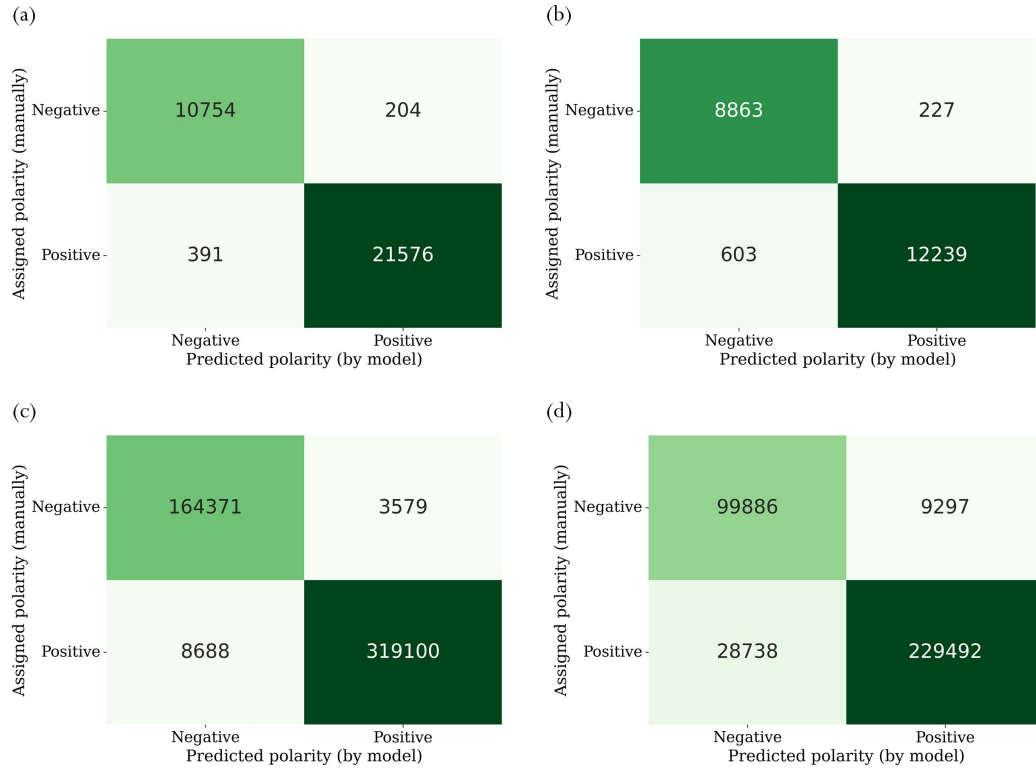 (a)
Assigned polarity (manually)
Negative
10754
204
Positive
391
21576
Negative
Positive
Predicted polarity (by model)
(b)
Assigned polarity (manually)
Negative
8863
227
Positive
603
12239
Negative
Positive
Predicted polarity (by model)
(c)
Assigned polarity (manually)
Negative
164371
3579
Positive
8688
319100
Negative
Positive
Predicted polarity (by model)
(d)
Assigned polarity (manually)
Negative
99886
9297
Positive
28738
229492
Negative
Positive
Predicted polarity (by model)